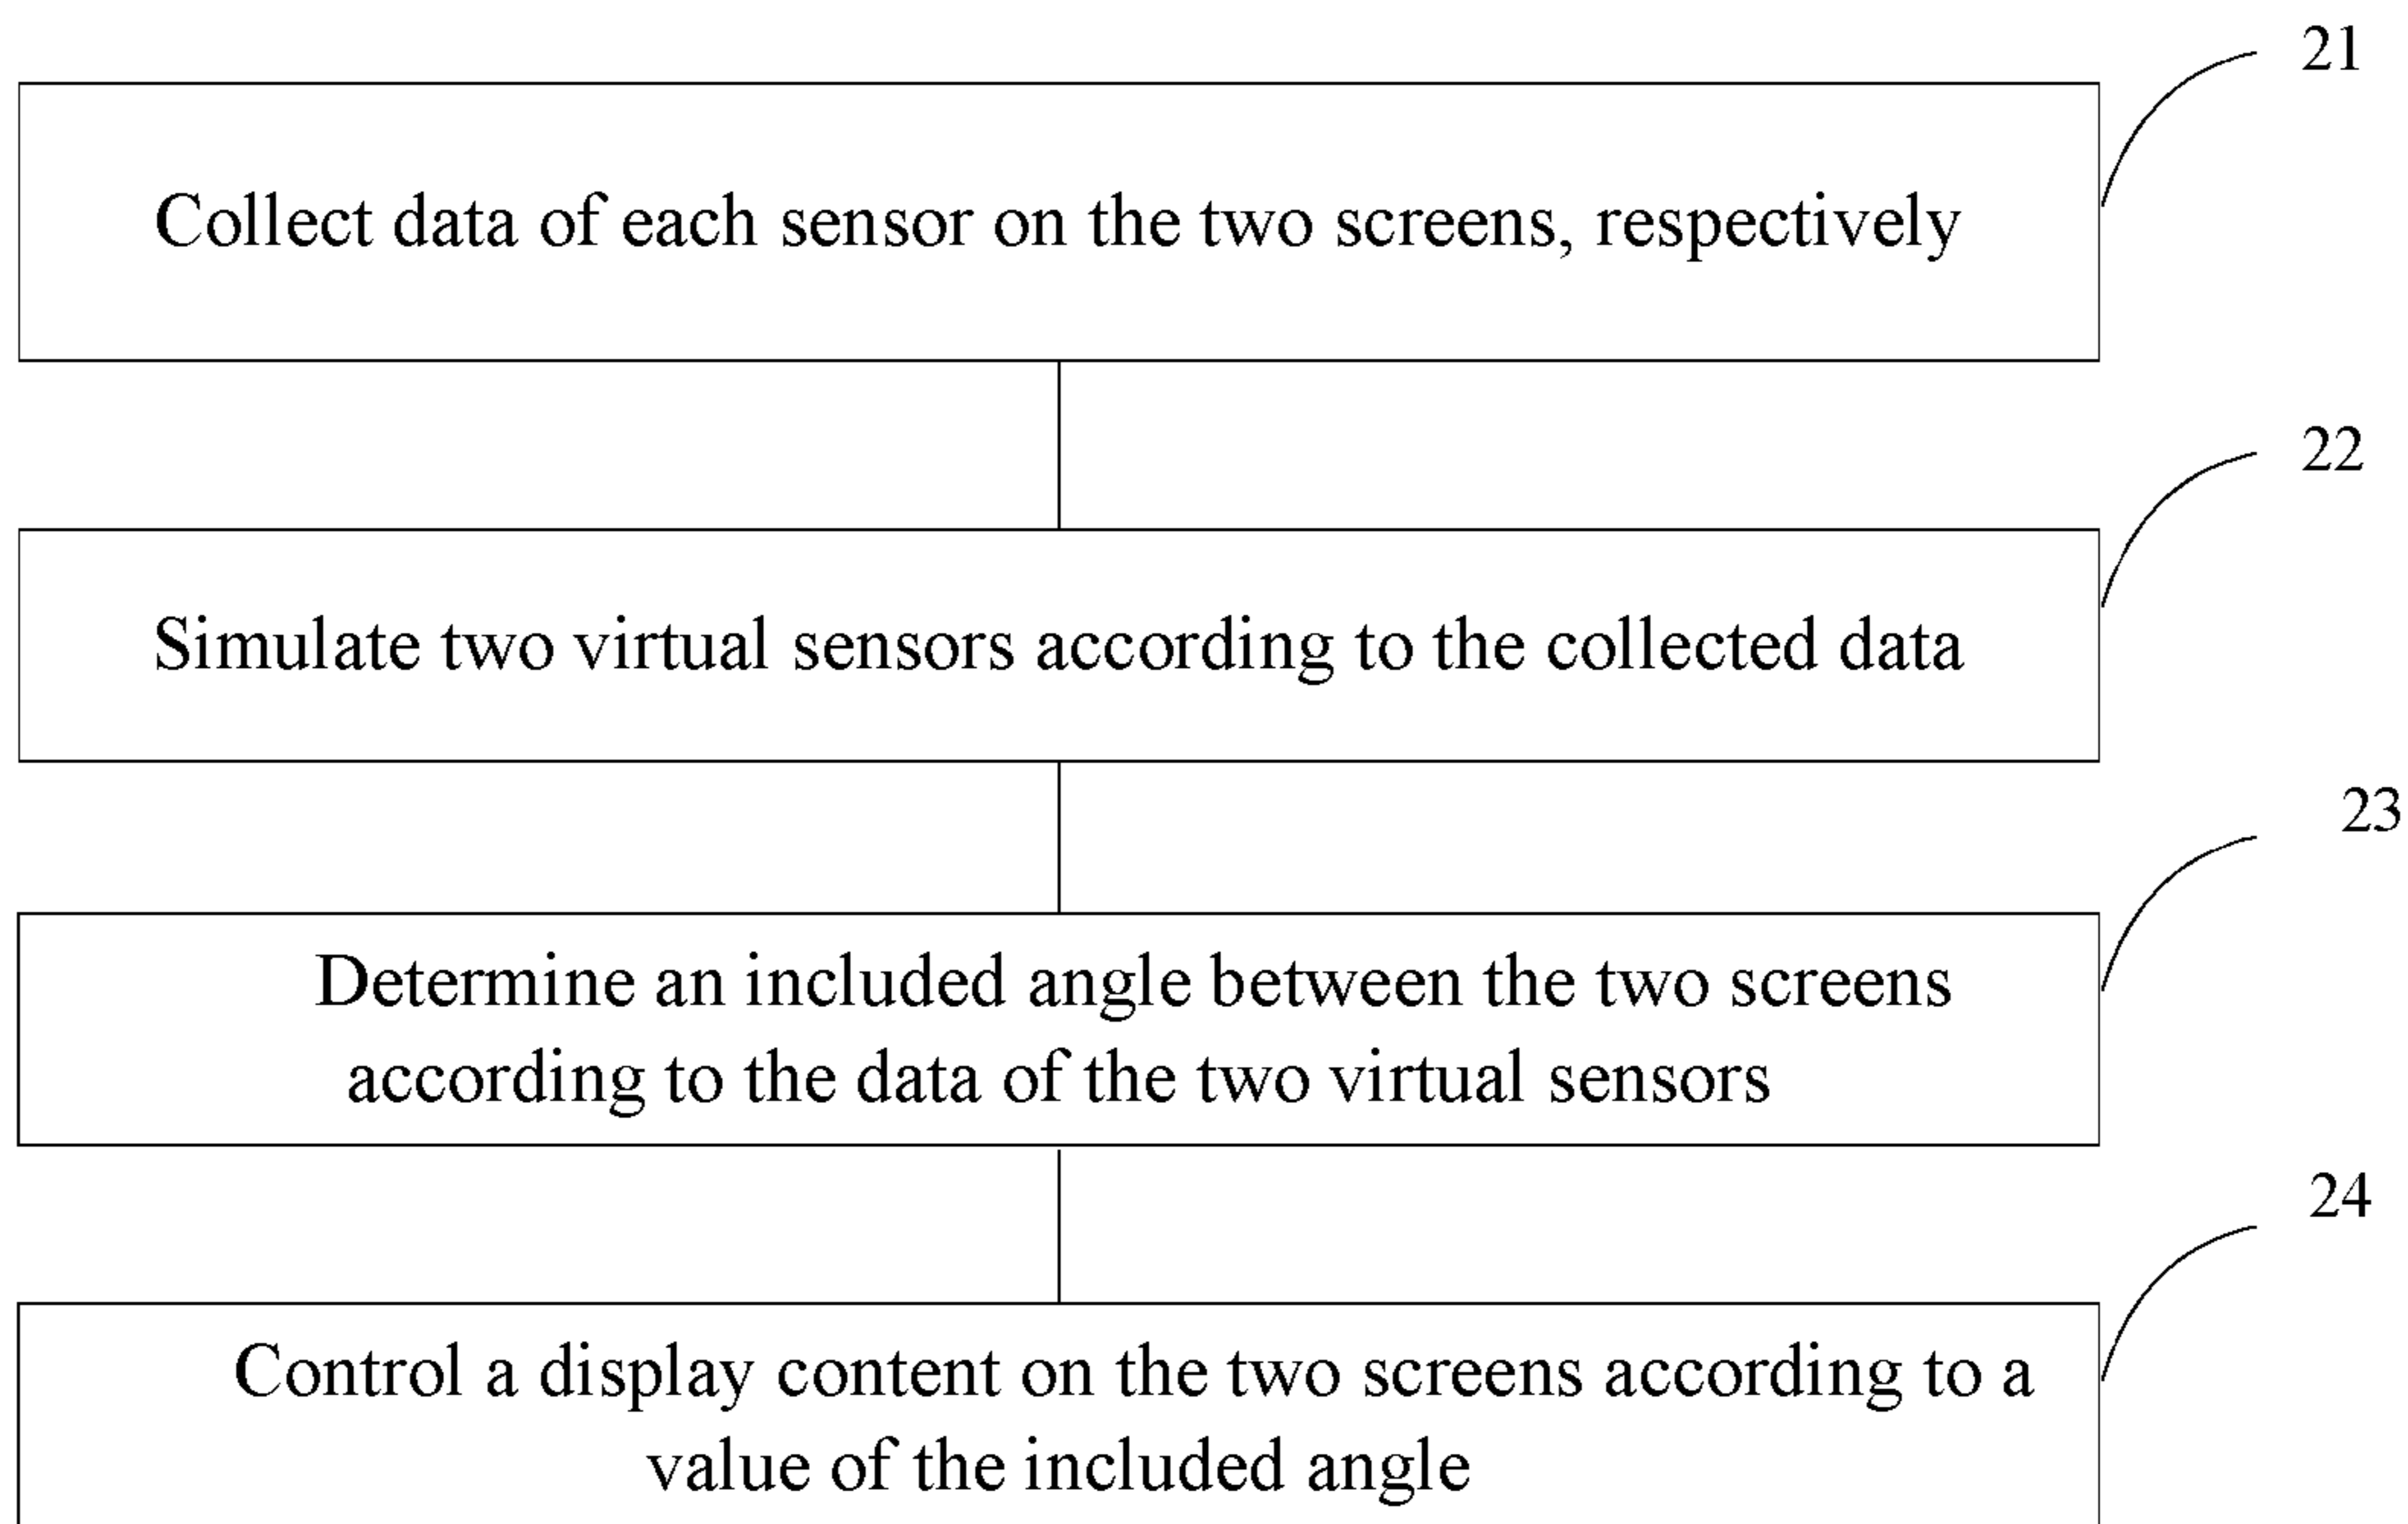 21
Collect data of each sensor on the two screens, respectively
22
Simulate two virtual sensors according to the collected data
23
Determine an included angle between the two screens
according to the data of the two virtual sensors
24
Control a display content on the two screens according to a
value of the included angle